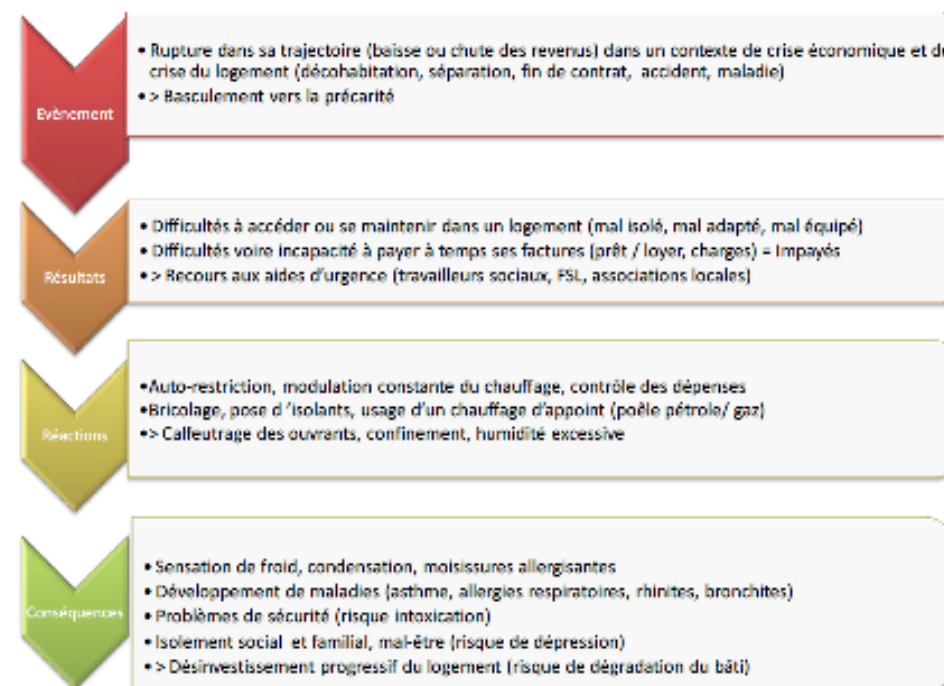 • Rupture dans sa trajectoire (baisse ou chute des revenus) dans un contexte de crise économique et de
crise du logement (décohabitation, séparation, fin de contrat, accident, maladie)
• > Basculement vers la précarité
Evènement
• Difficultés à accéder ou se maintenir dans un logement (mal isolé, mal adapté, mal équipé)
• Difficultés voire incapacité à payer à temps ses factures (prêt / loyer, charges) = Impayés
• > Recours aux aides d'urgence (travailleurs sociaux, FSL, associations locales)
Résultats
•Auto-restriction, modulation constante du chauffage, contrôle des dépenses
•Bricolage, pose d 'isolants, usage d'un chauffage d'appoint (poêle pétrole/ gaz)
•> Calfeutrage des ouvrants, confinement, humidité excessive
Réactions
• Sensation de froid, condensation, moisissures allergisantes
• Développement de maladies (asthme, allergies respiratoires, rhinites, bronchites)
• Problèmes de sécurité (risque intoxication)
• Isolement social et familial, mal-être (risque de dépression)
• > Désinvestissement progressif du logement (risque de dégradation du bâti)
Conséquences